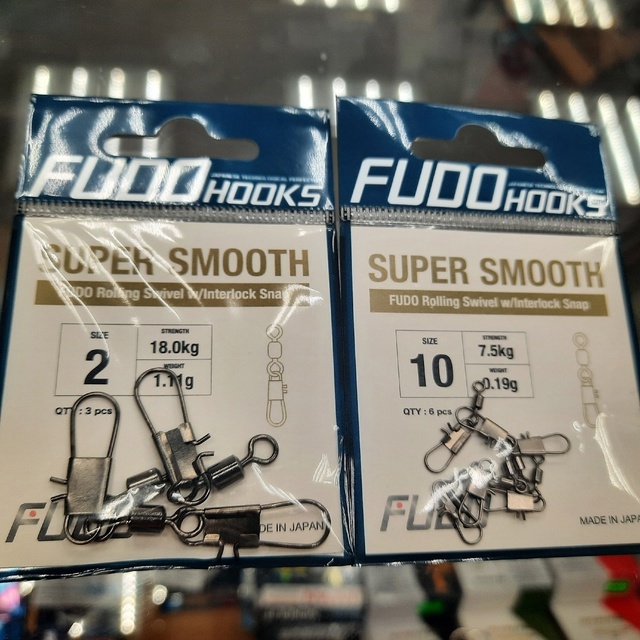 FUDO HOOKS
SUPER SMOOTH
FUDO Rolling Swivel w/Interlock Snap
SIZE
2
STRENGTH
18.0kg
WEIGHT
1.11g
QTY : 3 pcs
FUDO
MADE IN JAPAN
FUDO HOOKS
SUPER SMOOTH
FUDO Rolling Swivel w/Interlock Snap
SIZE
10
STRENGTH
7.5kg
WEIGHT
0.19g
QTY : 6 pcs
FUDO
MADE IN JAPAN